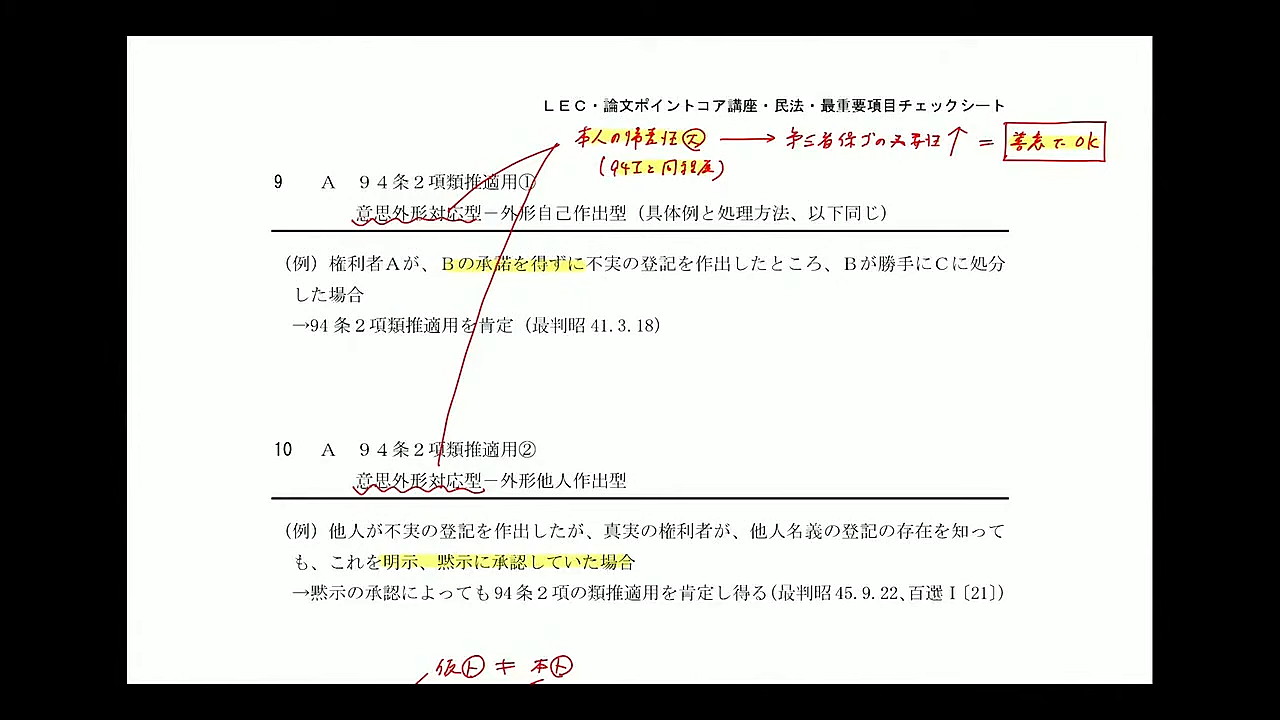 LEC・論文ポイントコア講座・民法・最重要項目チェックシート
本人の帰責性㊛ → 第三者保護の必要性↑ = 善意でOK
(94Ⅰと同程度)
9 A 94条2項類推適用①
意思外形対応型−外形自己作出型(具体例と処理方法、以下同じ)
(例)権利者Aが、Bの承諾を得ずに不実の登記を作出したところ、Bが勝手にCに処分
した場合
→94条2項類推適用を肯定(最判昭41.3.18)
10 A 94条2項類推適用②
意思外形対応型−外形他人作出型
(例)他人が不実の登記を作出したが、真実の権利者が、他人名義の登記の存在を知って
も、これを明示、黙示に承認していた場合
→黙示の承認によっても94条2項の類推適用を肯定し得る(最判昭45.9.22、百選Ⅰ〔21〕)
仮ト ≠ 本ト